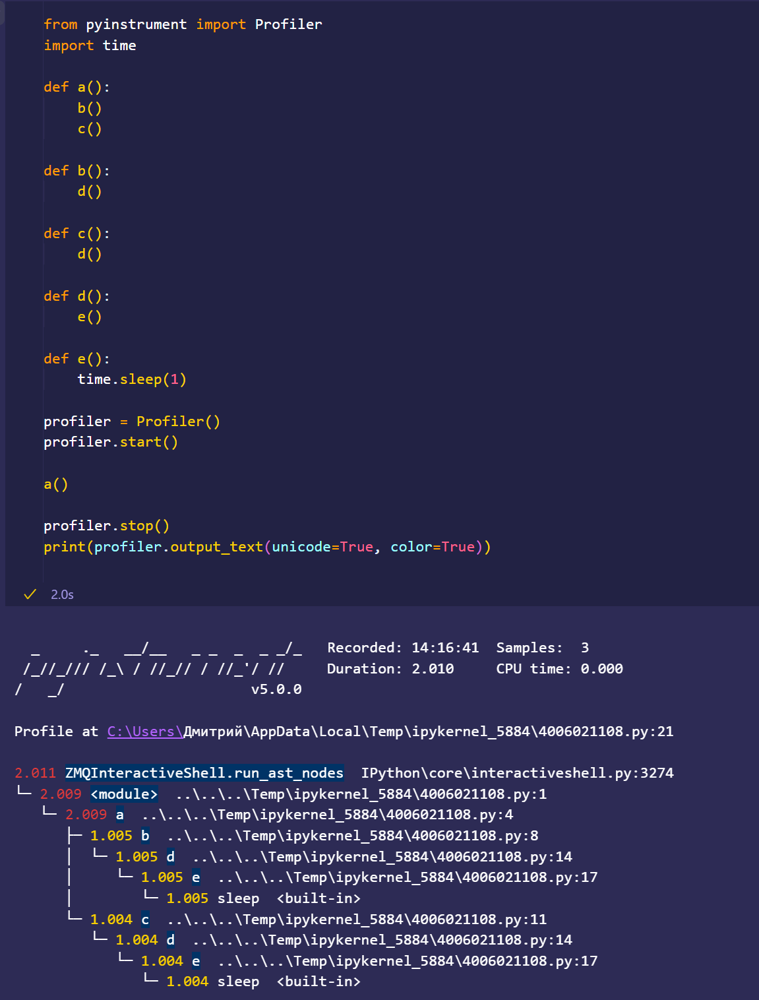 from pyinstrument import Profiler
import time

def a():
    b()
    c()

def b():
    d()

def c():
    d()

def d():
    e()

def e():
    time.sleep(1)

profiler = Profiler()
profiler.start()

a()

profiler.stop()
print(profiler.output_text(unicode=True, color=True))

✓ 2.0s

  _     ._   __/__   _ _  _  _ _/_   Recorded: 14:16:41  Samples:  3
 /_//_/// /_\ / //_// / //_'/ //     Duration: 2.010     CPU time: 0.000
/   _/                      v5.0.0

Profile at C:\Users\Дмитрий\AppData\Local\Temp\ipykernel_5884\4006021108.py:21

2.011 ZMQInteractiveShell.run_ast_nodes  IPython\core\interactiveshell.py:3274
└─ 2.009 <module>  ..\..\..\Temp\ipykernel_5884\4006021108.py:1
   └─ 2.009 a  ..\..\..\Temp\ipykernel_5884\4006021108.py:4
      ├─ 1.005 b  ..\..\..\Temp\ipykernel_5884\4006021108.py:8
      │  └─ 1.005 d  ..\..\..\Temp\ipykernel_5884\4006021108.py:14
      │     └─ 1.005 e  ..\..\..\Temp\ipykernel_5884\4006021108.py:17
      │        └─ 1.005 sleep  <built-in>
      └─ 1.004 c  ..\..\..\Temp\ipykernel_5884\4006021108.py:11
         └─ 1.004 d  ..\..\..\Temp\ipykernel_5884\4006021108.py:14
            └─ 1.004 e  ..\..\..\Temp\ipykernel_5884\4006021108.py:17
               └─ 1.004 sleep  <built-in>